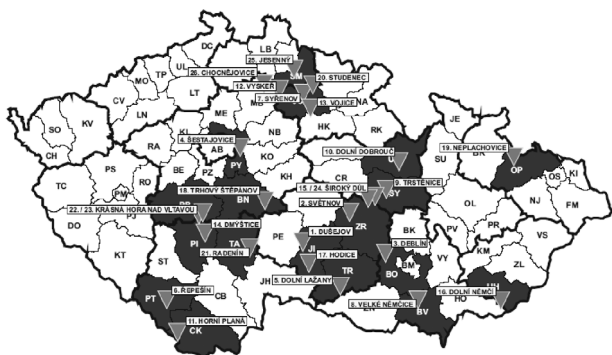 DC
LB
25. JESENNÝ
SM
26. CHOCNĚJOVICE
20. STUDENEC
12. VYSKEŘ
7. SYŘENOV
13. VOJICE
NA
UL
TP
MO
LT
CV
LN
ME
MB
SO
KV
CH
RA
KL
4. ŠESTAJOVICE
AB
NB
HK
RK
JE
PY
KO
10. DOLNÍ DOBROUČ
SU
BR
19. NEPLACHOVICE
OP
OS
KI
PS
RO
BE
PZ
KH
CR
TC
PM
18. TRHOVÝ ŠTĚPÁNOV
15 / 24. ŠIROKÝ DŮL
9. TRSTĚNICE
SY
22 / 23. KRÁSNÁ HORA NAD VLTAVOU
BN
2. SVĚTNOV
OL
NJ
FM
DO
PJ
14. DMÝŠTICE
ZR
PV
PR
VS
KT
PI
TA
PE
1. DUŠEJOV
BK
21. RADENÍN
JI
3. DEBLÍN
KM
ST
17. HODICE
BO
BM
VY
ZL
JH
TR
5. DOLNÍ LAŽANY
6. ŘEPEŠÍN
CB
UH
16. DOLNÍ NĚMČÍ
PT
8. VELKÉ NĚMČICE
HO
BV
11. HORNÍ PLANÁ
CK